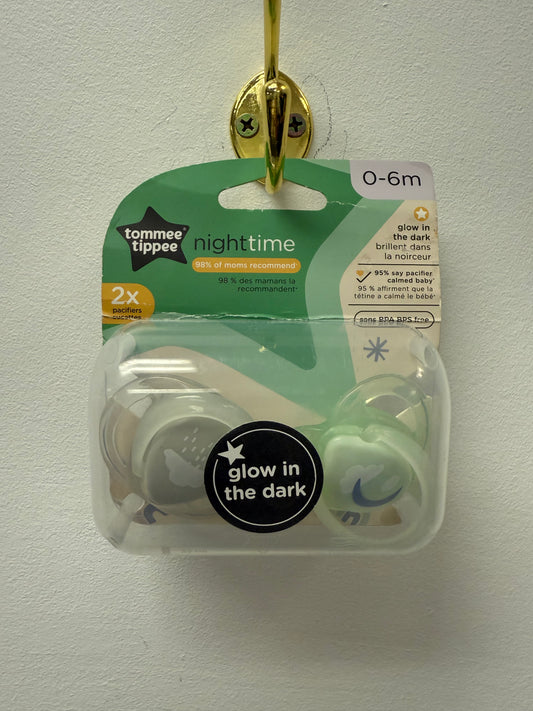 0-6m
tommee
tippee
nighttime
98% of moms recommend*
98 % des mamans la
recommandent*
glow in
the dark
brillent dans
la noirceur
95% say pacifier
calmed baby*
95 % affirment que la
tétine a calmé le bébé*
sans BPA BPS free
2x
pacifiers
sucettes
glow in
the dark